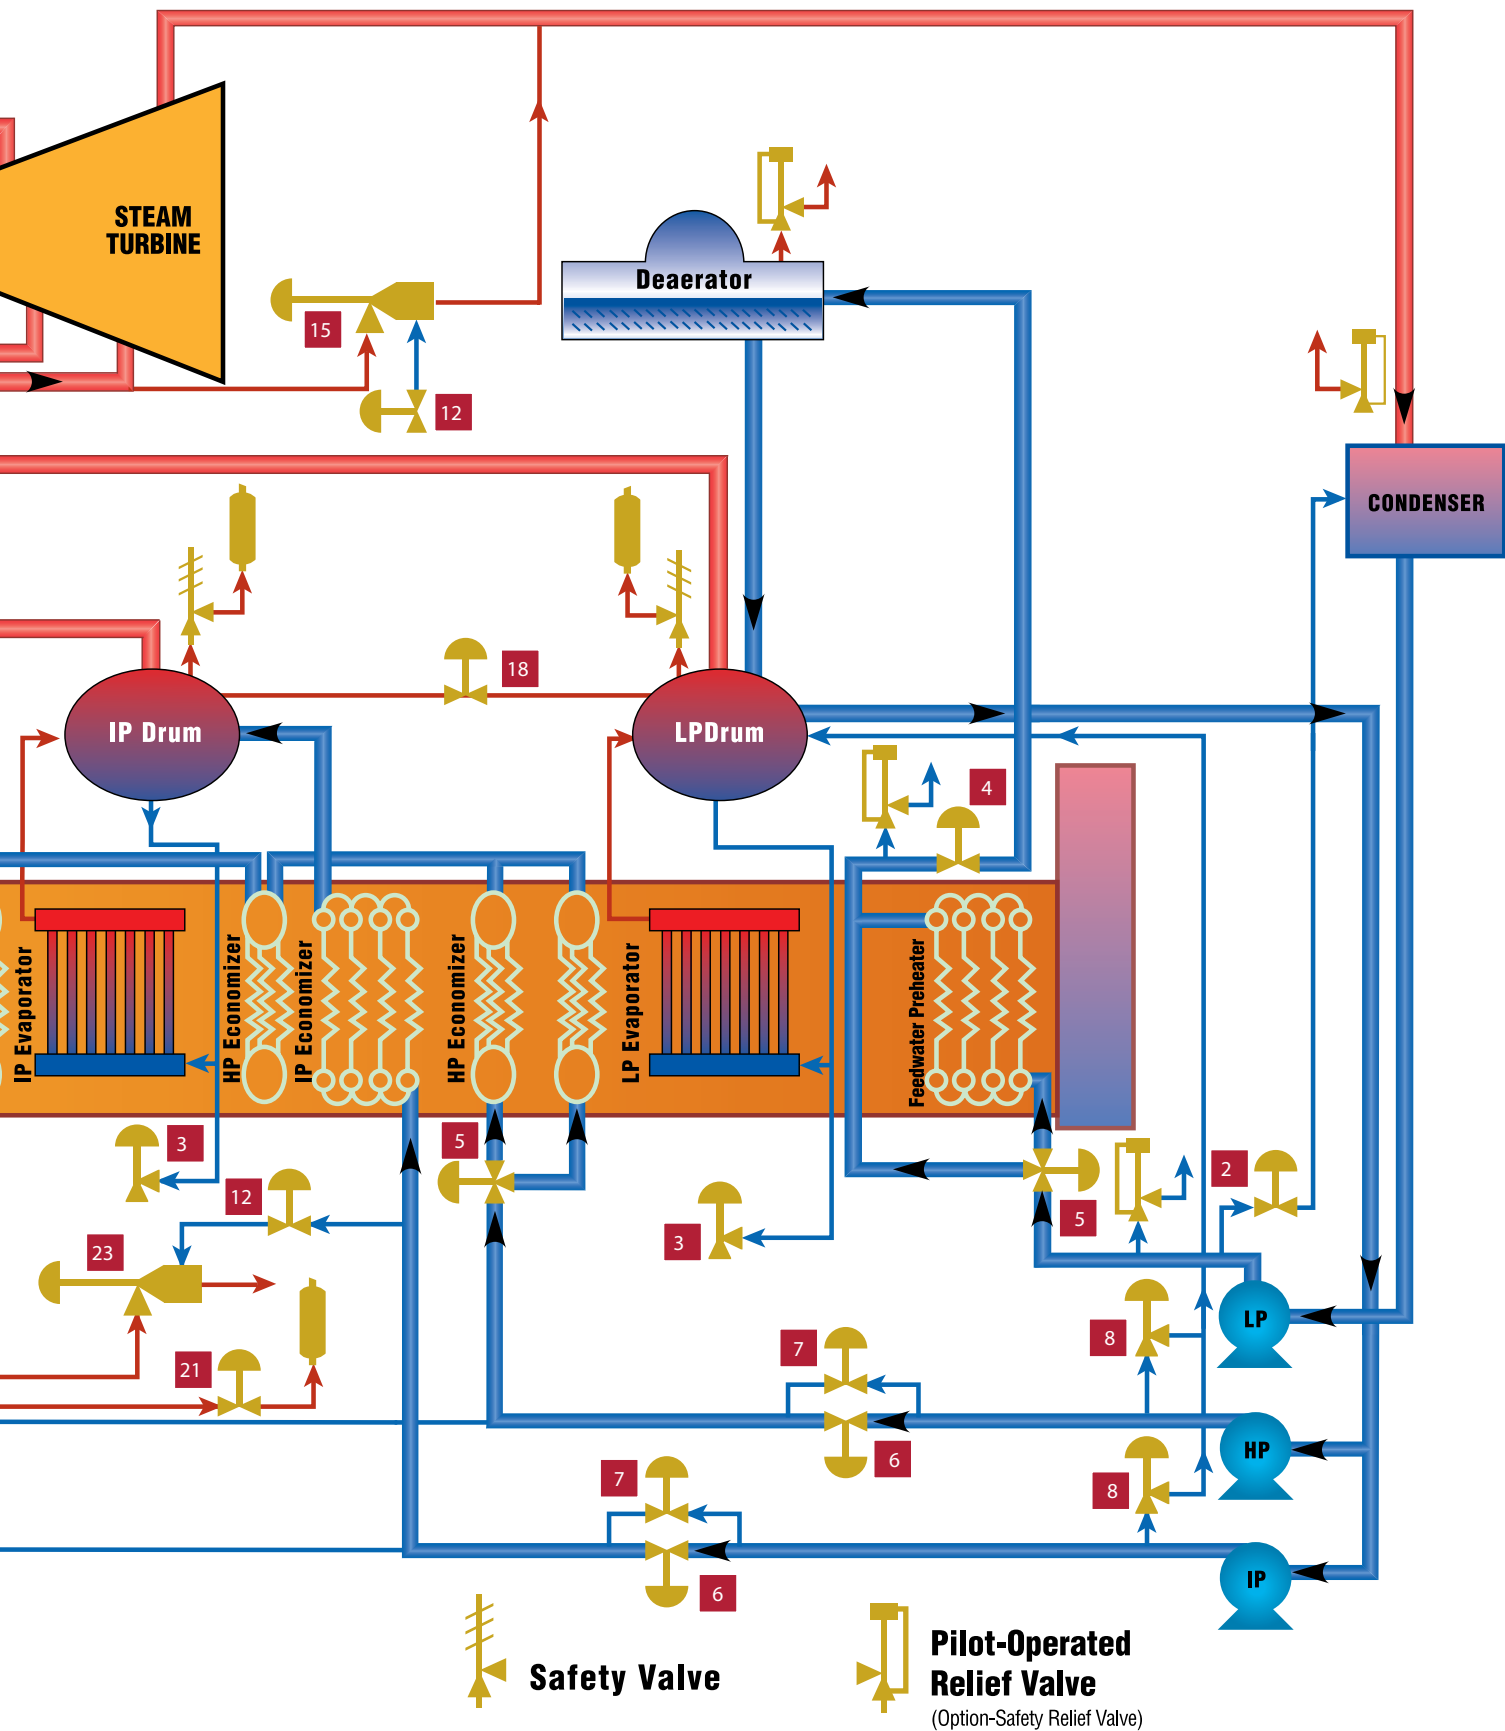 STEAM
TURBINE
Deaerator
15
12
CONDENSER
18
IP Drum
LPDrum
4
IP Evaporator
HP Economizer
IP Economizer
HP Economizer
LP Evaporator
Feedwater Preheater
3
5
12
2
5
3
23
LP
8
7
21
HP
6
7
8
IP
6
Safety Valve
Pilot-Operated
Relief Valve
(Option-Safety Relief Valve)